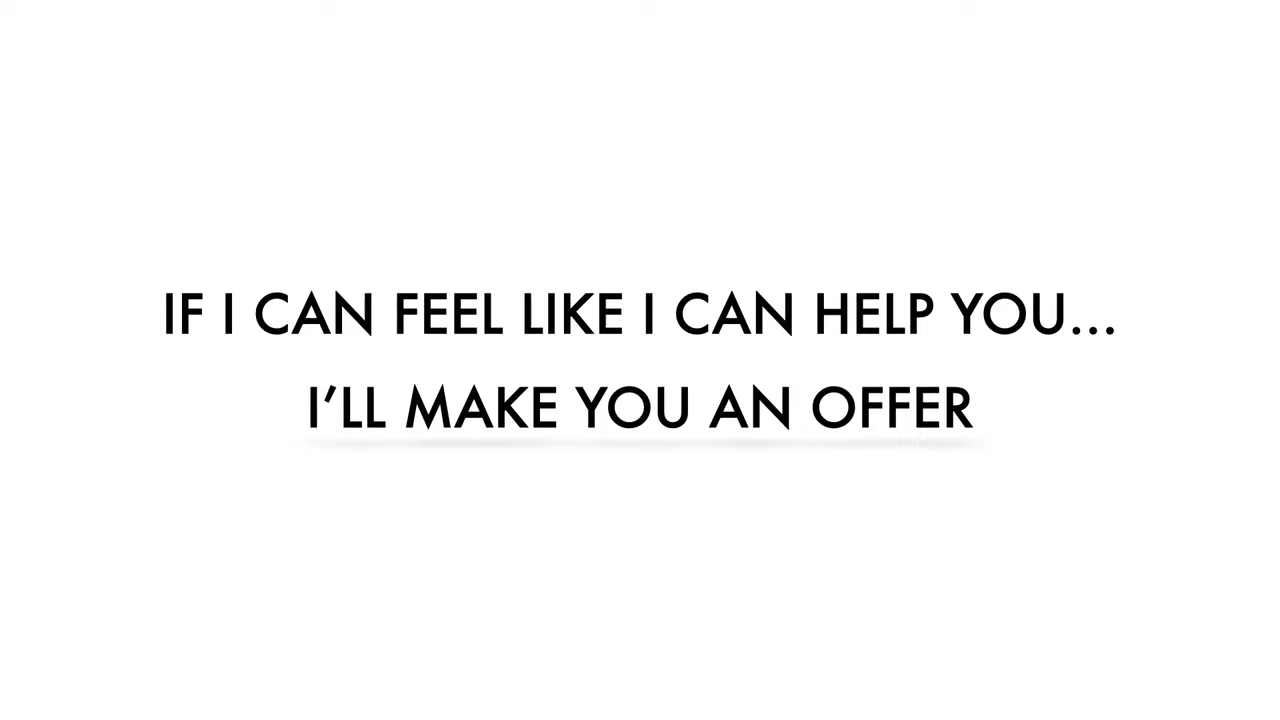 IF I CAN FEEL LIKE I CAN HELP YOU...
I’LL MAKE YOU AN OFFER